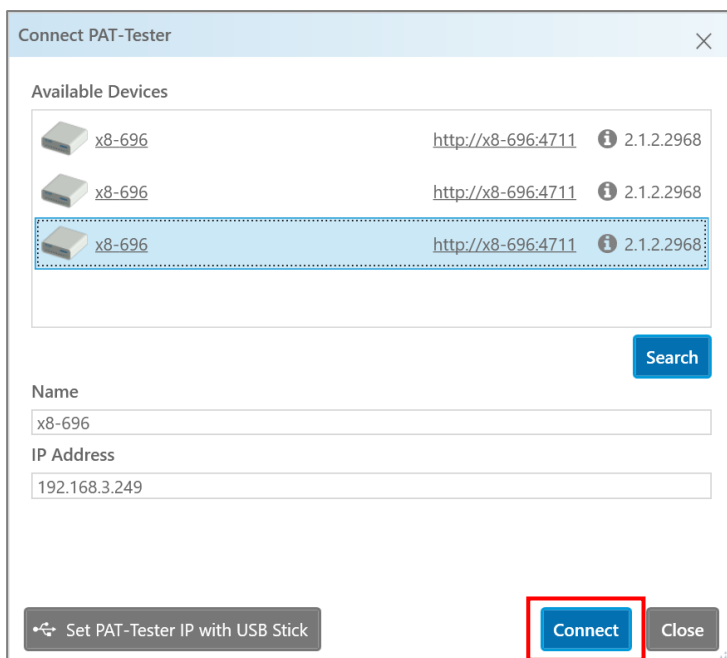 Connect PAT-Tester
Available Devices
x8-696 http://x8-696:4711 2.1.2.2968
x8-696 http://x8-696:4711 2.1.2.2968
x8-696 http://x8-696:4711 2.1.2.2968
Search
Name
x8-696
IP Address
192.168.3.249
Set PAT-Tester IP with USB Stick Connect Close